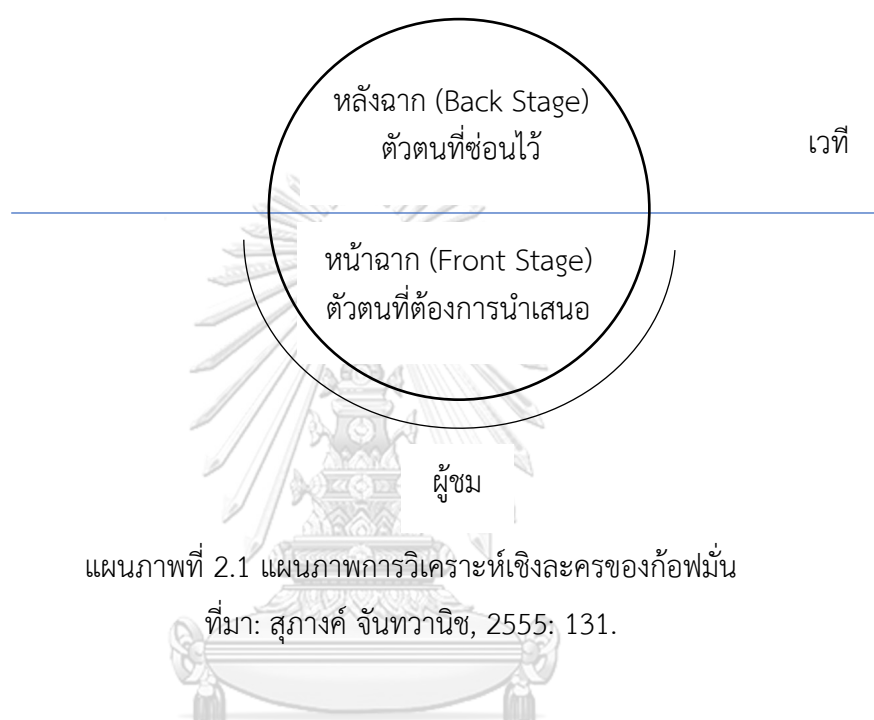 หลังฉาก (Back Stage)
ตัวตนที่ซ่อนไว้
เวที
หน้าฉาก (Front Stage)
ตัวตนที่ต้องการนำเสนอ
ผู้ชม
แผนภาพที่ 2.1 แผนภาพการวิเคราะห์เชิงละครของก้อฟมั่น
ที่มา: สุภางค์ จันทวานิช, 2555: 131.